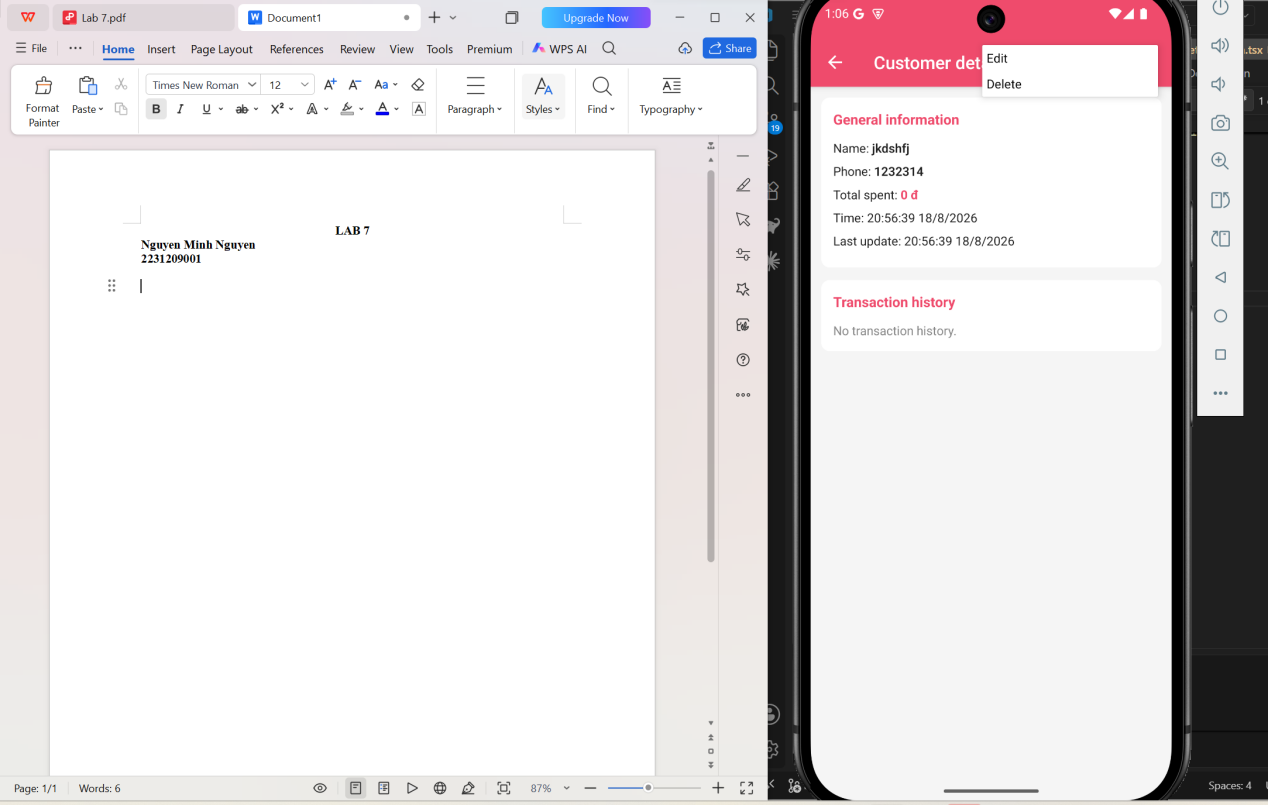 Lab 7.pdf
Document1
Upgrade Now
File
Home
Insert
Page Layout
References
Review
View
Tools
Premium
WPS AI
Share
Format Painter
Paste
Times New Roman
12
A+
A-
Aa
B
I
U
ab
X²
A
A
A
Paragraph
Styles
Find
Typography
LAB 7
Nguyen Minh Nguyen
2231209001
Page: 1/1
Words: 6
87%
19
1:06
Customer det
Edit
Delete
General information
Name: jkdshfj
Phone: 1232314
Total spent: 0 đ
Time: 20:56:39 18/8/2026
Last update: 20:56:39 18/8/2026
Transaction history
No transaction history.
Spaces: 4